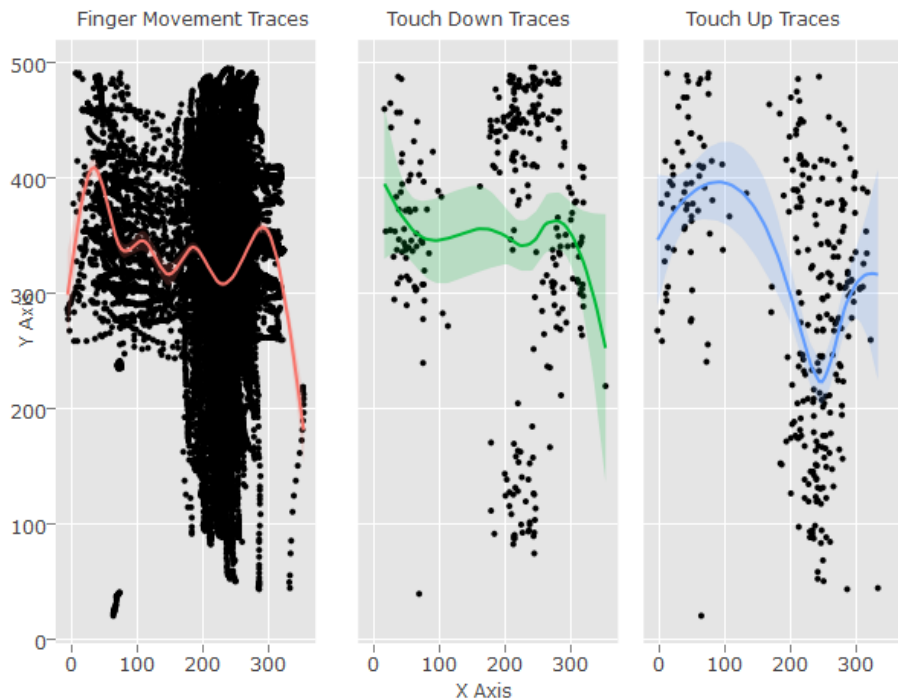 Finger Movement Traces
Touch Down Traces
Touch Up Traces
500
400
300
200
100
0
Y Axis
0 100 200 300
0 100 200 300
0 100 200 300
X Axis